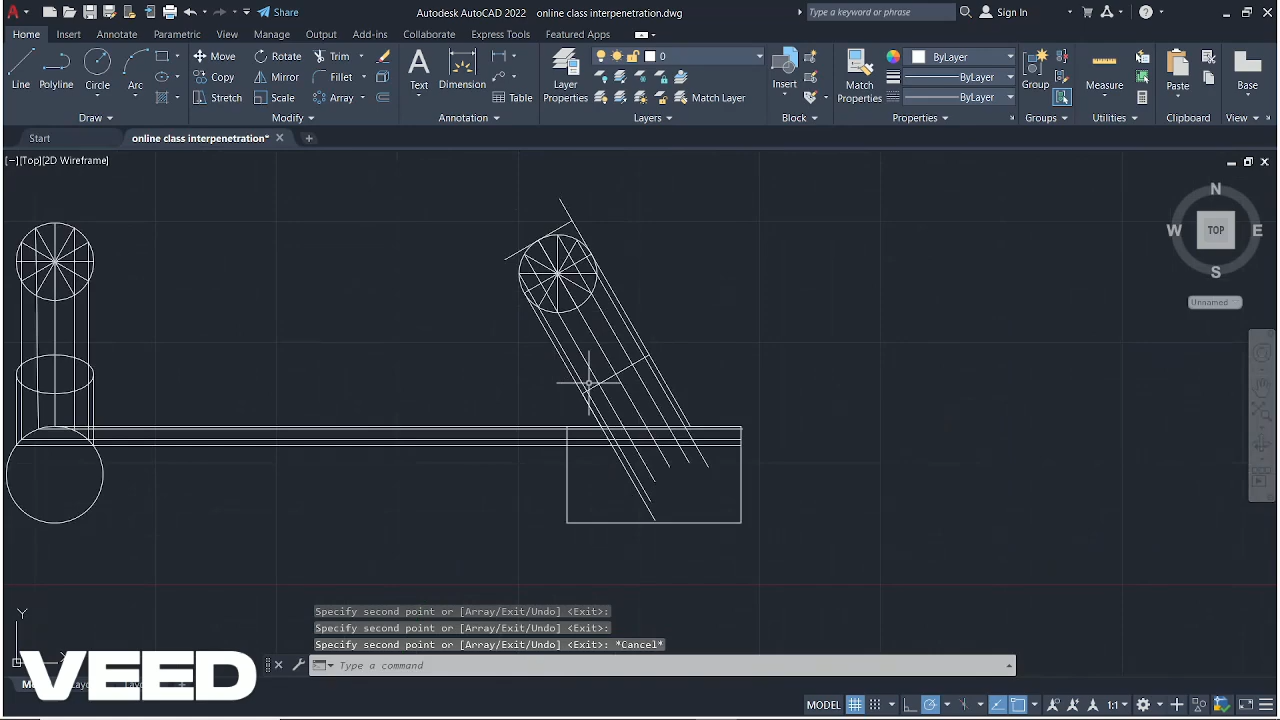 Share
Autodesk AutoCAD 2022 online class interpenetration.dwg
Type a keyword or phrase
Sign In
Home Insert Annotate Parametric View Manage Output Add-ins Collaborate Express Tools Featured Apps
Line Polyline Circle Arc
Move Rotate Trim
Copy Mirror Fillet
Stretch Scale Array
Text Dimension Table
Layer Properties
0
Match Layer
Insert
Match Properties
ByLayer
ByLayer
ByLayer
Group
Measure
Paste
Base
Draw Modify Annotation Layers Block Properties Groups Utilities Clipboard View
Start online class interpenetration*
[−][Top][2D Wireframe]
N
W TOP E
S
Unnamed
Y
Specify second point or [Array/Exit/Undo] <Exit>:
Specify second point or [Array/Exit/Undo] <Exit>:
Specify second point or [Array/Exit/Undo] <Exit>: *Cancel*
Type a command
VEED
MODEL 1:1